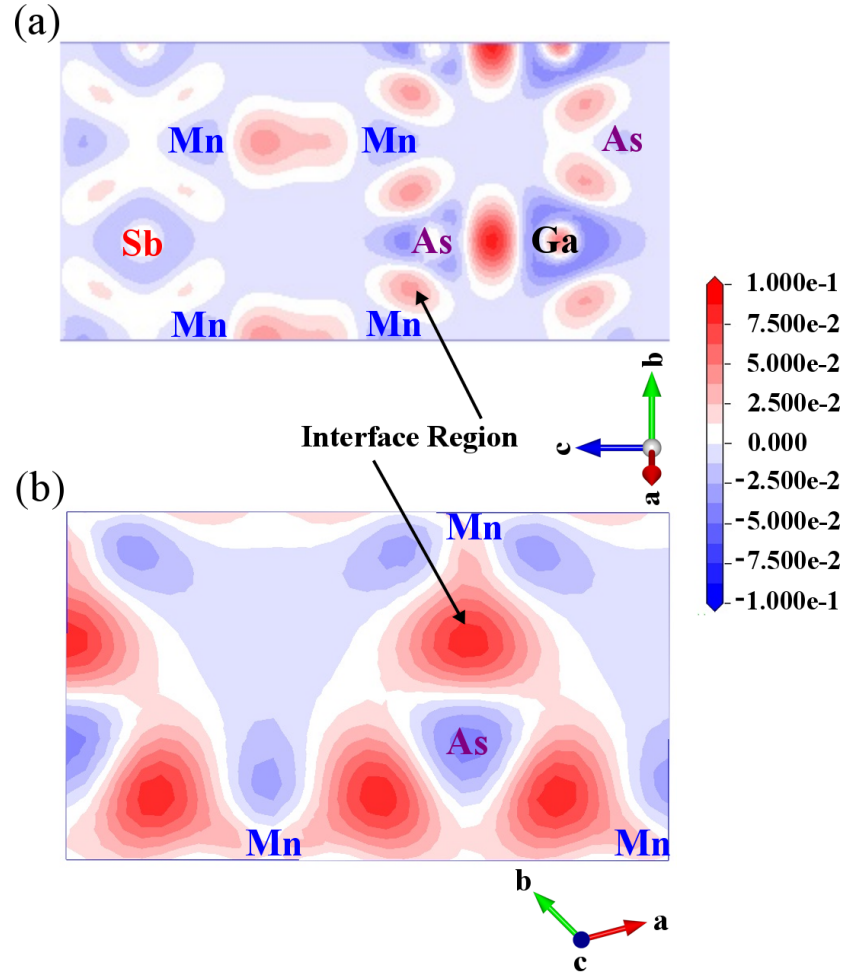 (a)
Mn Mn As
Sb As Ga
Mn Mn
1.000e-1
7.500e-2
5.000e-2
2.500e-2
0.000
-2.500e-2
-5.000e-2
-7.500e-2
-1.000e-1
b
c
a
Interface Region
(b)
Mn
As
Mn Mn
b
a
c